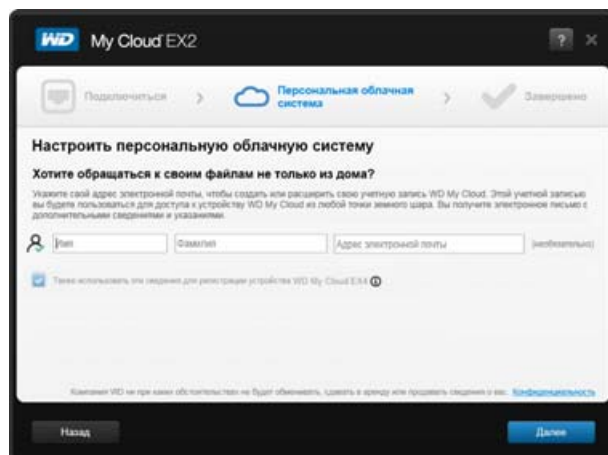 WD My Cloud EX2 ? ×
Подключиться
Персональная облачная
система
Завершено
Настроить персональную облачную систему
Хотите обращаться к своим файлам не только из дома?
Укажите свой адрес электронной почты, чтобы создать или расширить свою учетную запись WD My Cloud. Этой учетной записью
вы будете пользоваться для доступа к устройству WD My Cloud из любой точки земного шара. Вы получите электронное письмо с
дополнительными сведениями и указаниями.
Имя
Фамилия
Адрес электронной почты
(необязательно)
Также использовать эти сведения для регистрации устройства WD My Cloud EX4
Компания WD ни при каких обстоятельствах не будет обменивать, сдавать в аренду или продавать сведения о вас. Конфиденциальность
Назад
Далее